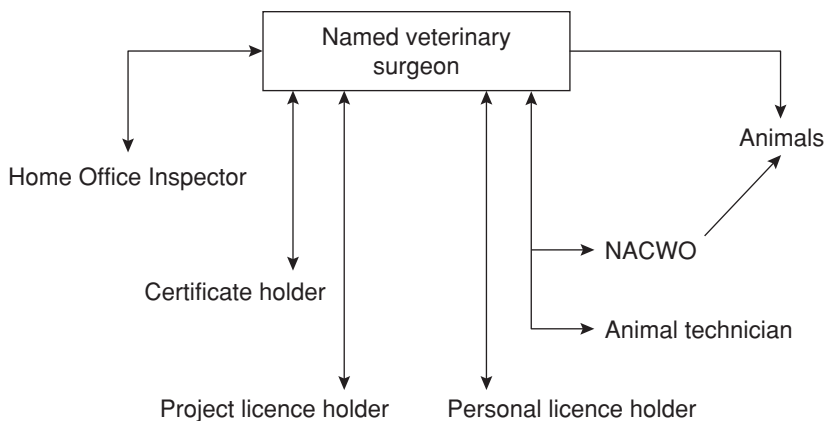 Named veterinary
surgeon
Animals
Home Office Inspector
NACWO
Certificate holder
Animal technician
Project licence holder
Personal licence holder